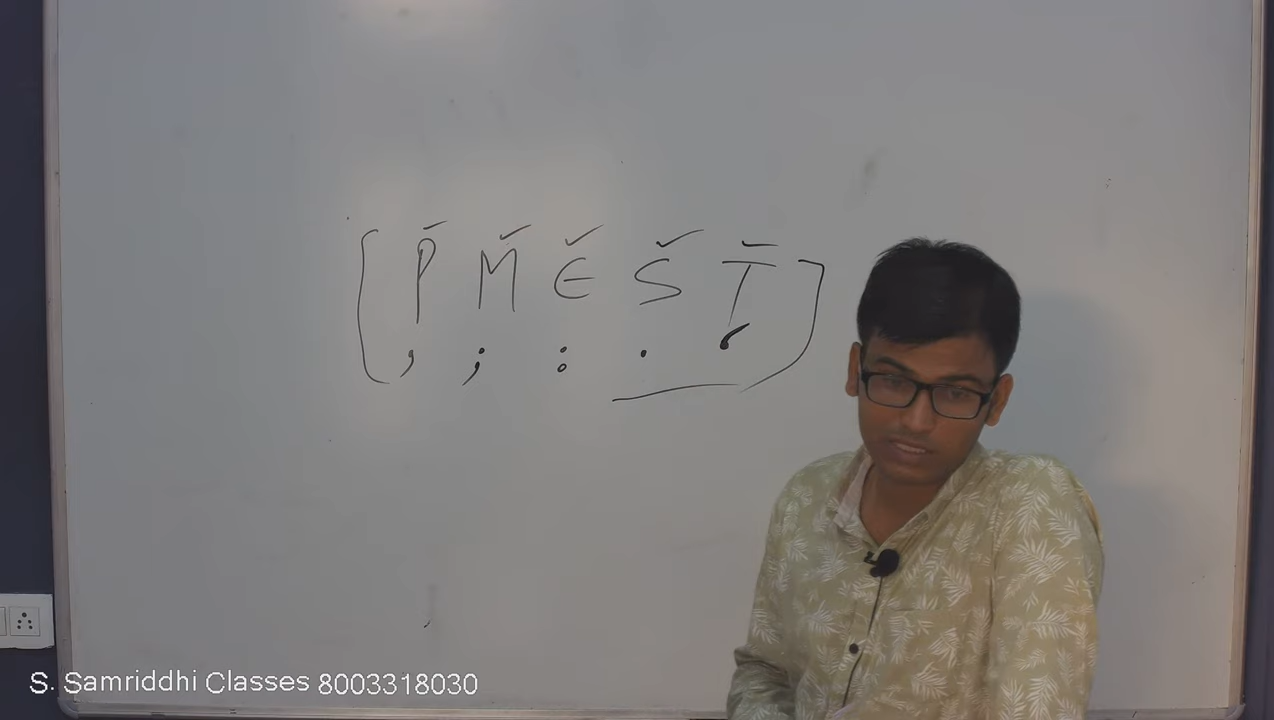 [P M E S T]
, ; : . ‘
S. Samriddhi Classes 8003318030